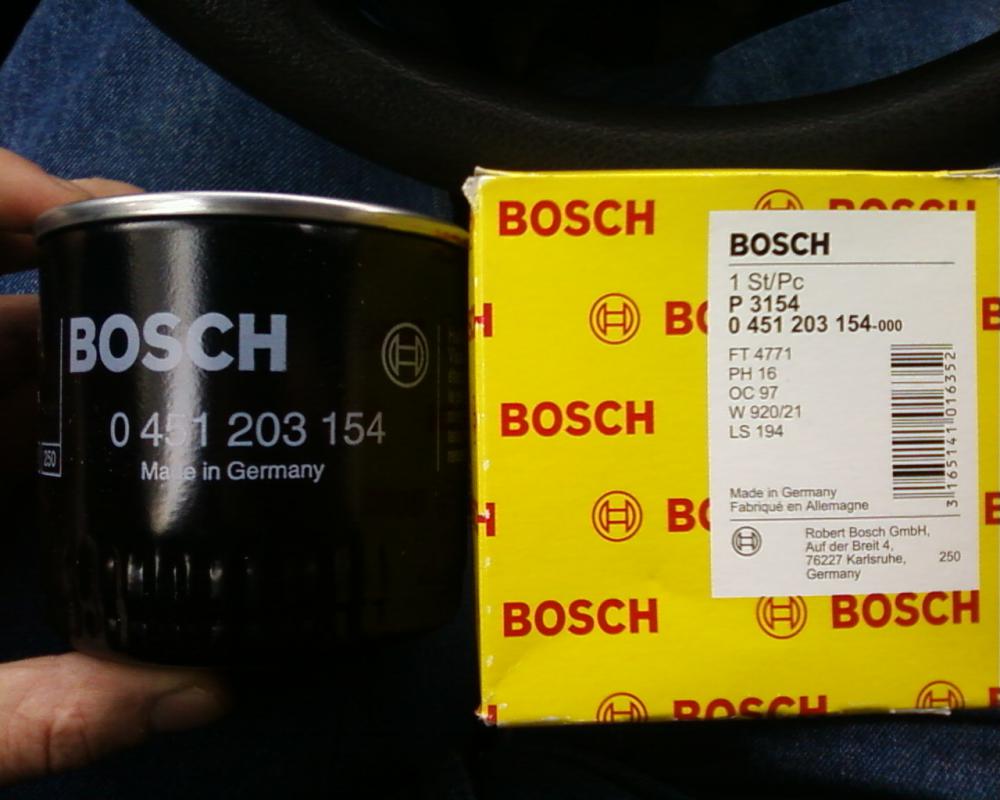 BOSCH
0 451 203 154
Made in Germany
250
BOSCH
BOSCH
BOSCH
BOSCH
BOSCH
BOSCH
BOSCH
1 St/Pc
P 3154
0 451 203 154-000
FT 4771
PH 16
OC 97
W 920/21
LS 194
3 165141 016352
Made in Germany
Fabriqué en Allemagne
Robert Bosch GmbH,
Auf der Breit 4,
76227 Karlsruhe,
Germany
250